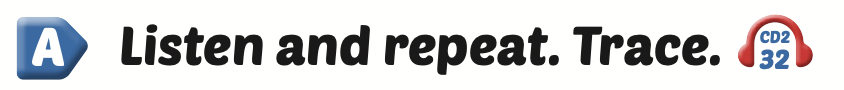 A Listen and repeat. Trace. CD2
32